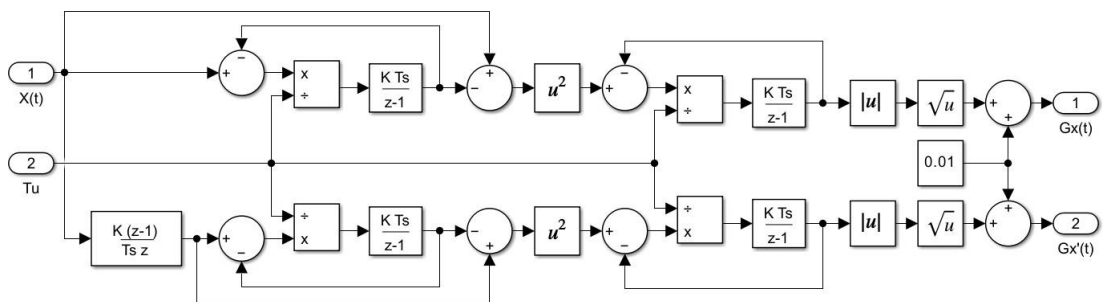 1
X(t)
+
−
x
÷
K Ts
z-1
+
−
u²
+
−
x
÷
K Ts
z-1
|u|
√u
+
+
1
Gx(t)
2
Tu
0.01
K (z-1)
Ts z
+
−
÷
x
K Ts
z-1
−
+
u²
+
−
÷
x
K Ts
z-1
|u|
√u
+
+
2
Gx'(t)